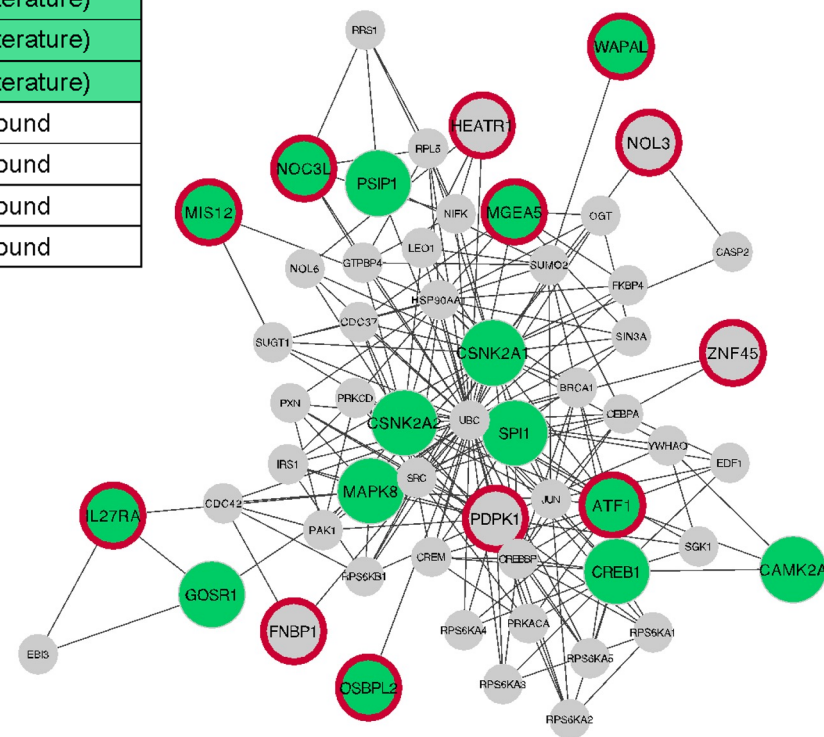 terature)
terature)
terature)
ound
ound
ound
ound
RRS1
WAPAL
HEATR1
NOL3
RPL5
NOC3L
PSIP1
MIS12
NIFK
MGEA5
OGT
LEO1
CASP2
NOL6
GTPBP4
SUMO2
FKBP4
HSP90AA1
CDC37
SIN3A
SUGT1
CSNK2A1
ZNF45
BRCA1
PXN
PRKCD
CSNK2A2
UBC
SPI1
CEBPA
YWHAQ
IRS1
EDF1
SRC
MAPK8
CDC42
JUN
ATF1
IL27RA
PDPK1
PAK1
SGK1
CREM
CREBBP
CREB1
CAMK2A
RPS6KB1
GOSR1
FNBP1
RPS6KA4
PRKACA
RPS6KA1
EBI3
RPS6KA5
OSBPL2
RPS6KA3
RPS6KA2